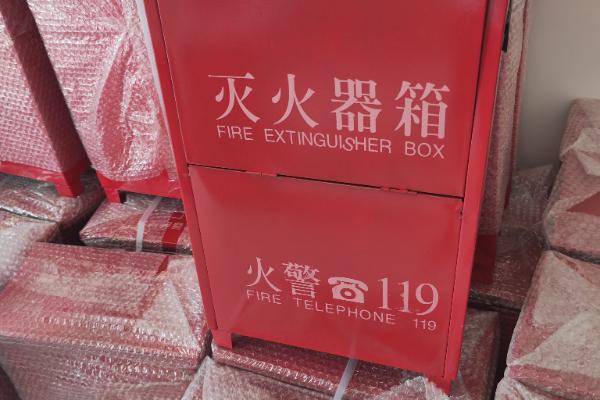 灭火器箱
FIRE EXTINGUISHER BOX
火警☎119
FIRE TELEPHONE 119